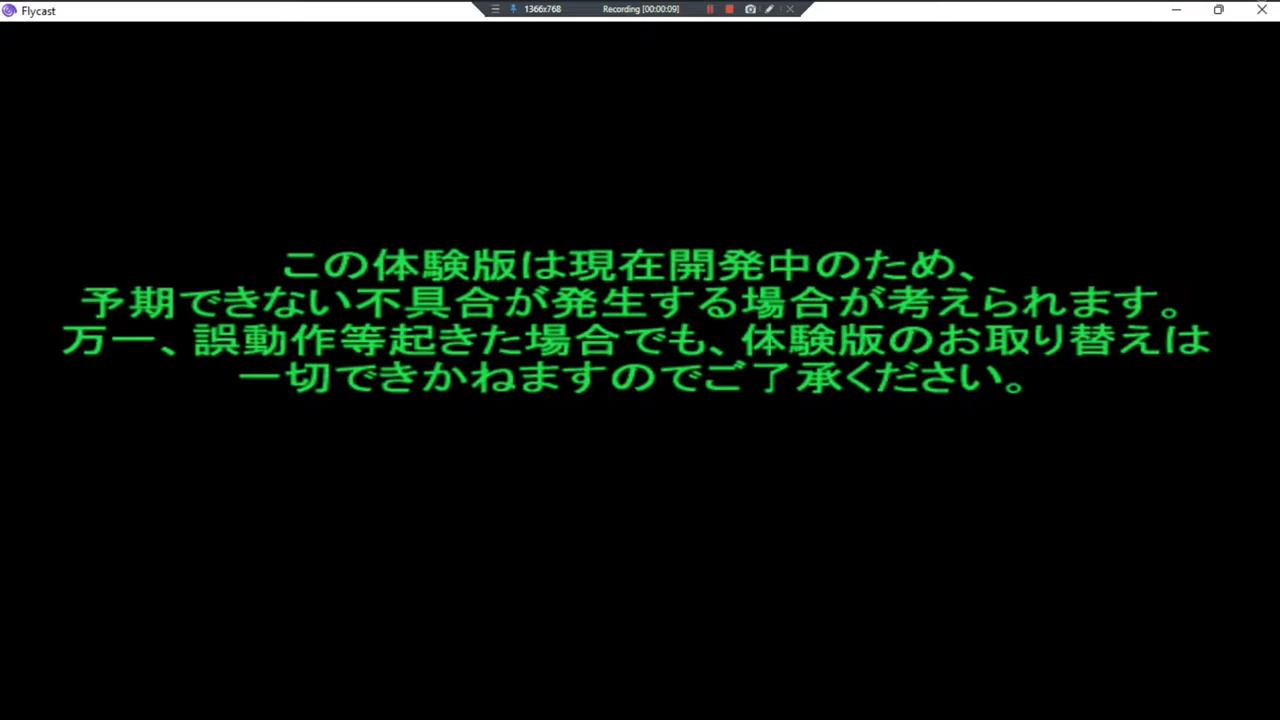 Flycast
1366x768 Recording [00:00:09]
この体験版は現在開発中のため、
予期できない不具合が発生する場合が考えられます。
万一、誤動作等起きた場合でも、体験版のお取り替えは
一切できかねますのでご了承ください。